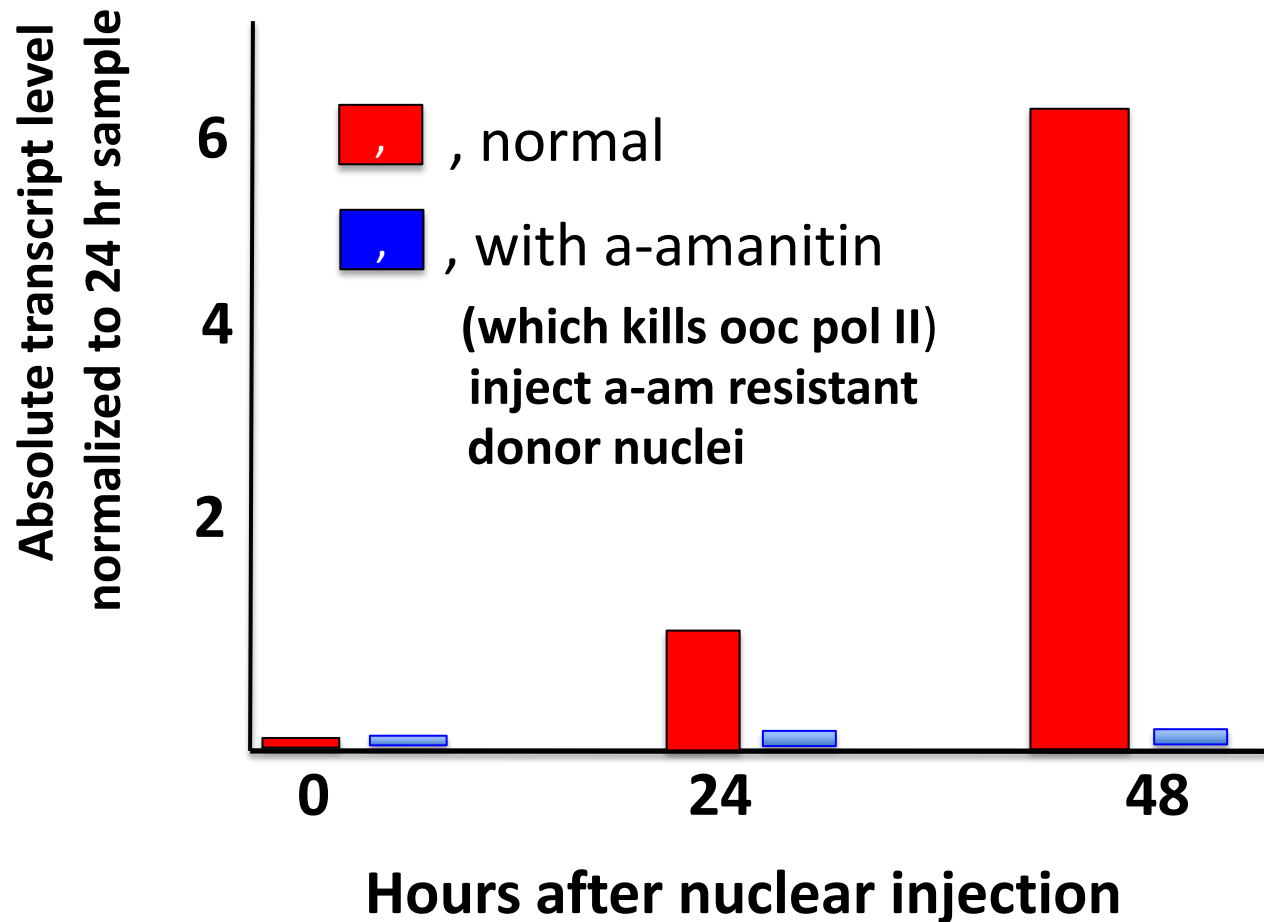 Absolute transcript level
normalized to 24 hr sample
6
4
2
, , normal
, , with a-amanitin
(which kills ooc pol II)
inject a-am resistant
donor nuclei
0 24 48
Hours after nuclear injection